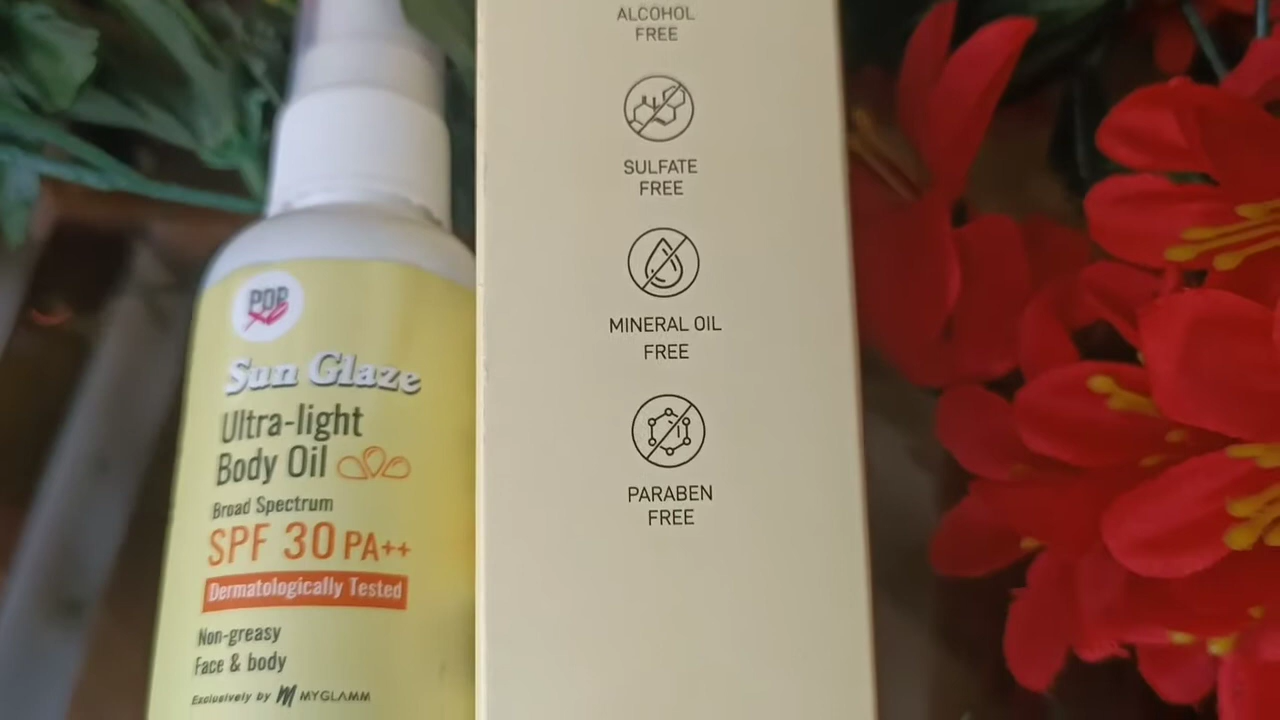 POP
xo
Sun Glaze
Ultra-light
Body Oil
Broad Spectrum
SPF 30 PA++
Dermatologically Tested
Non-greasy
Face & body
Exclusively by M MYGLAMM
ALCOHOL
FREE
SULFATE
FREE
MINERAL OIL
FREE
PARABEN
FREE